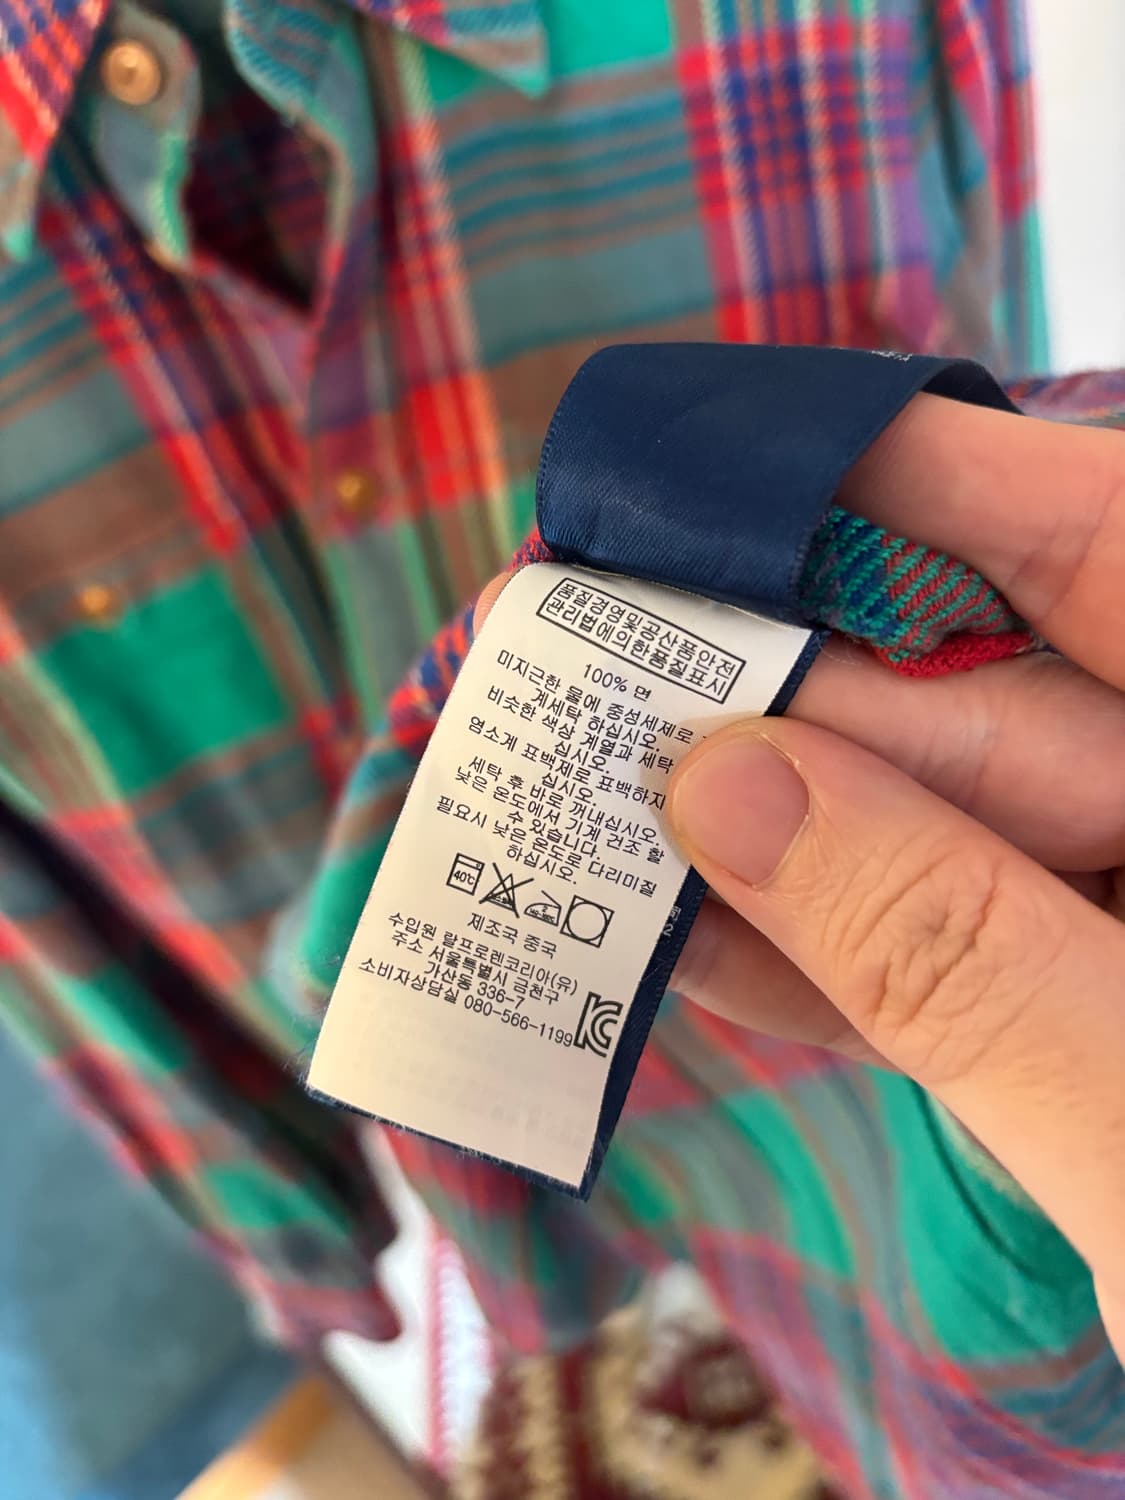 품질경영및공산품안전
관리법에의한품질표시
100% 면
미지근한 물에 중성세제로
계세탁 하십시오.
비슷한 색상 계열과 세탁
십시오.
염소계 표백제로 표백하지
십시오.
세탁 후 바로 꺼내십시오.
낮은 온도에서 기계 건조 할
수 있습니다.
필요시 낮은 온도로 다리미질
하십시오.
40℃
제조국 중국
수입원 랄프로렌코리아(유)
주소 서울특별시 금천구
가산동 336-7
소비자상담실 080-566-1199